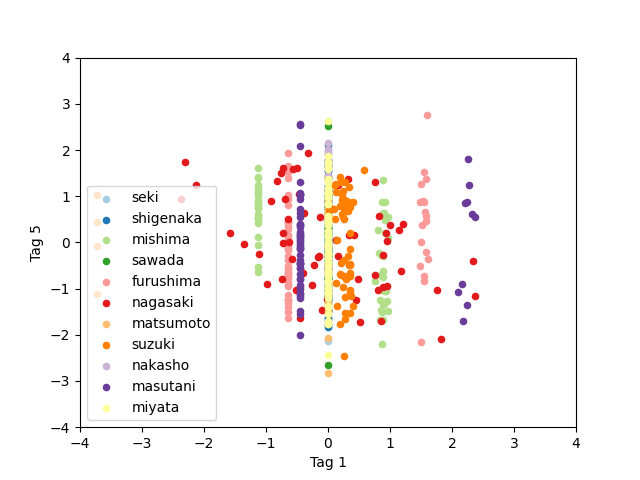 4
3
2
1
0
−1
−2
−3
−4
Tag 5
seki
shigenaka
mishima
sawada
furushima
nagasaki
matsumoto
suzuki
nakasho
masutani
miyata
−4 −3 −2 −1 0 1 2 3 4
Tag 1